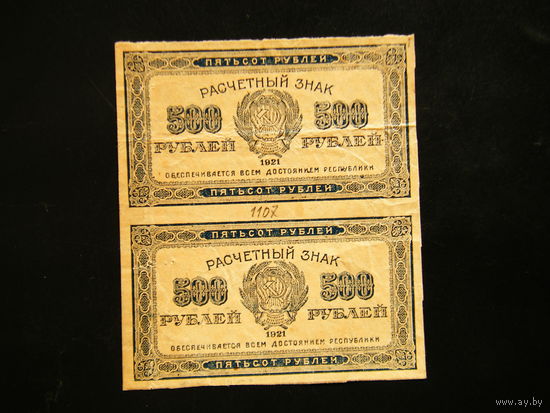 ПЯТЬСОТ РУБЛЕЙ
РАСЧЕТНЫЙ ЗНАК
500 500
РУБЛЕЙ РУБЛЕЙ
1921
ОБЕСПЕЧИВАЕТСЯ ВСЕМ ДОСТОЯНИЕМ РЕСПУБЛИКИ
ПЯТЬСОТ РУБЛЕЙ
1107
ПЯТЬСОТ РУБЛЕЙ
РАСЧЕТНЫЙ ЗНАК
500 500
РУБЛЕЙ РУБЛЕЙ
1921
ОБЕСПЕЧИВАЕТСЯ ВСЕМ ДОСТОЯНИЕМ РЕСПУБЛИКИ
ПЯТЬСОТ РУБЛЕЙ
www.ay.by